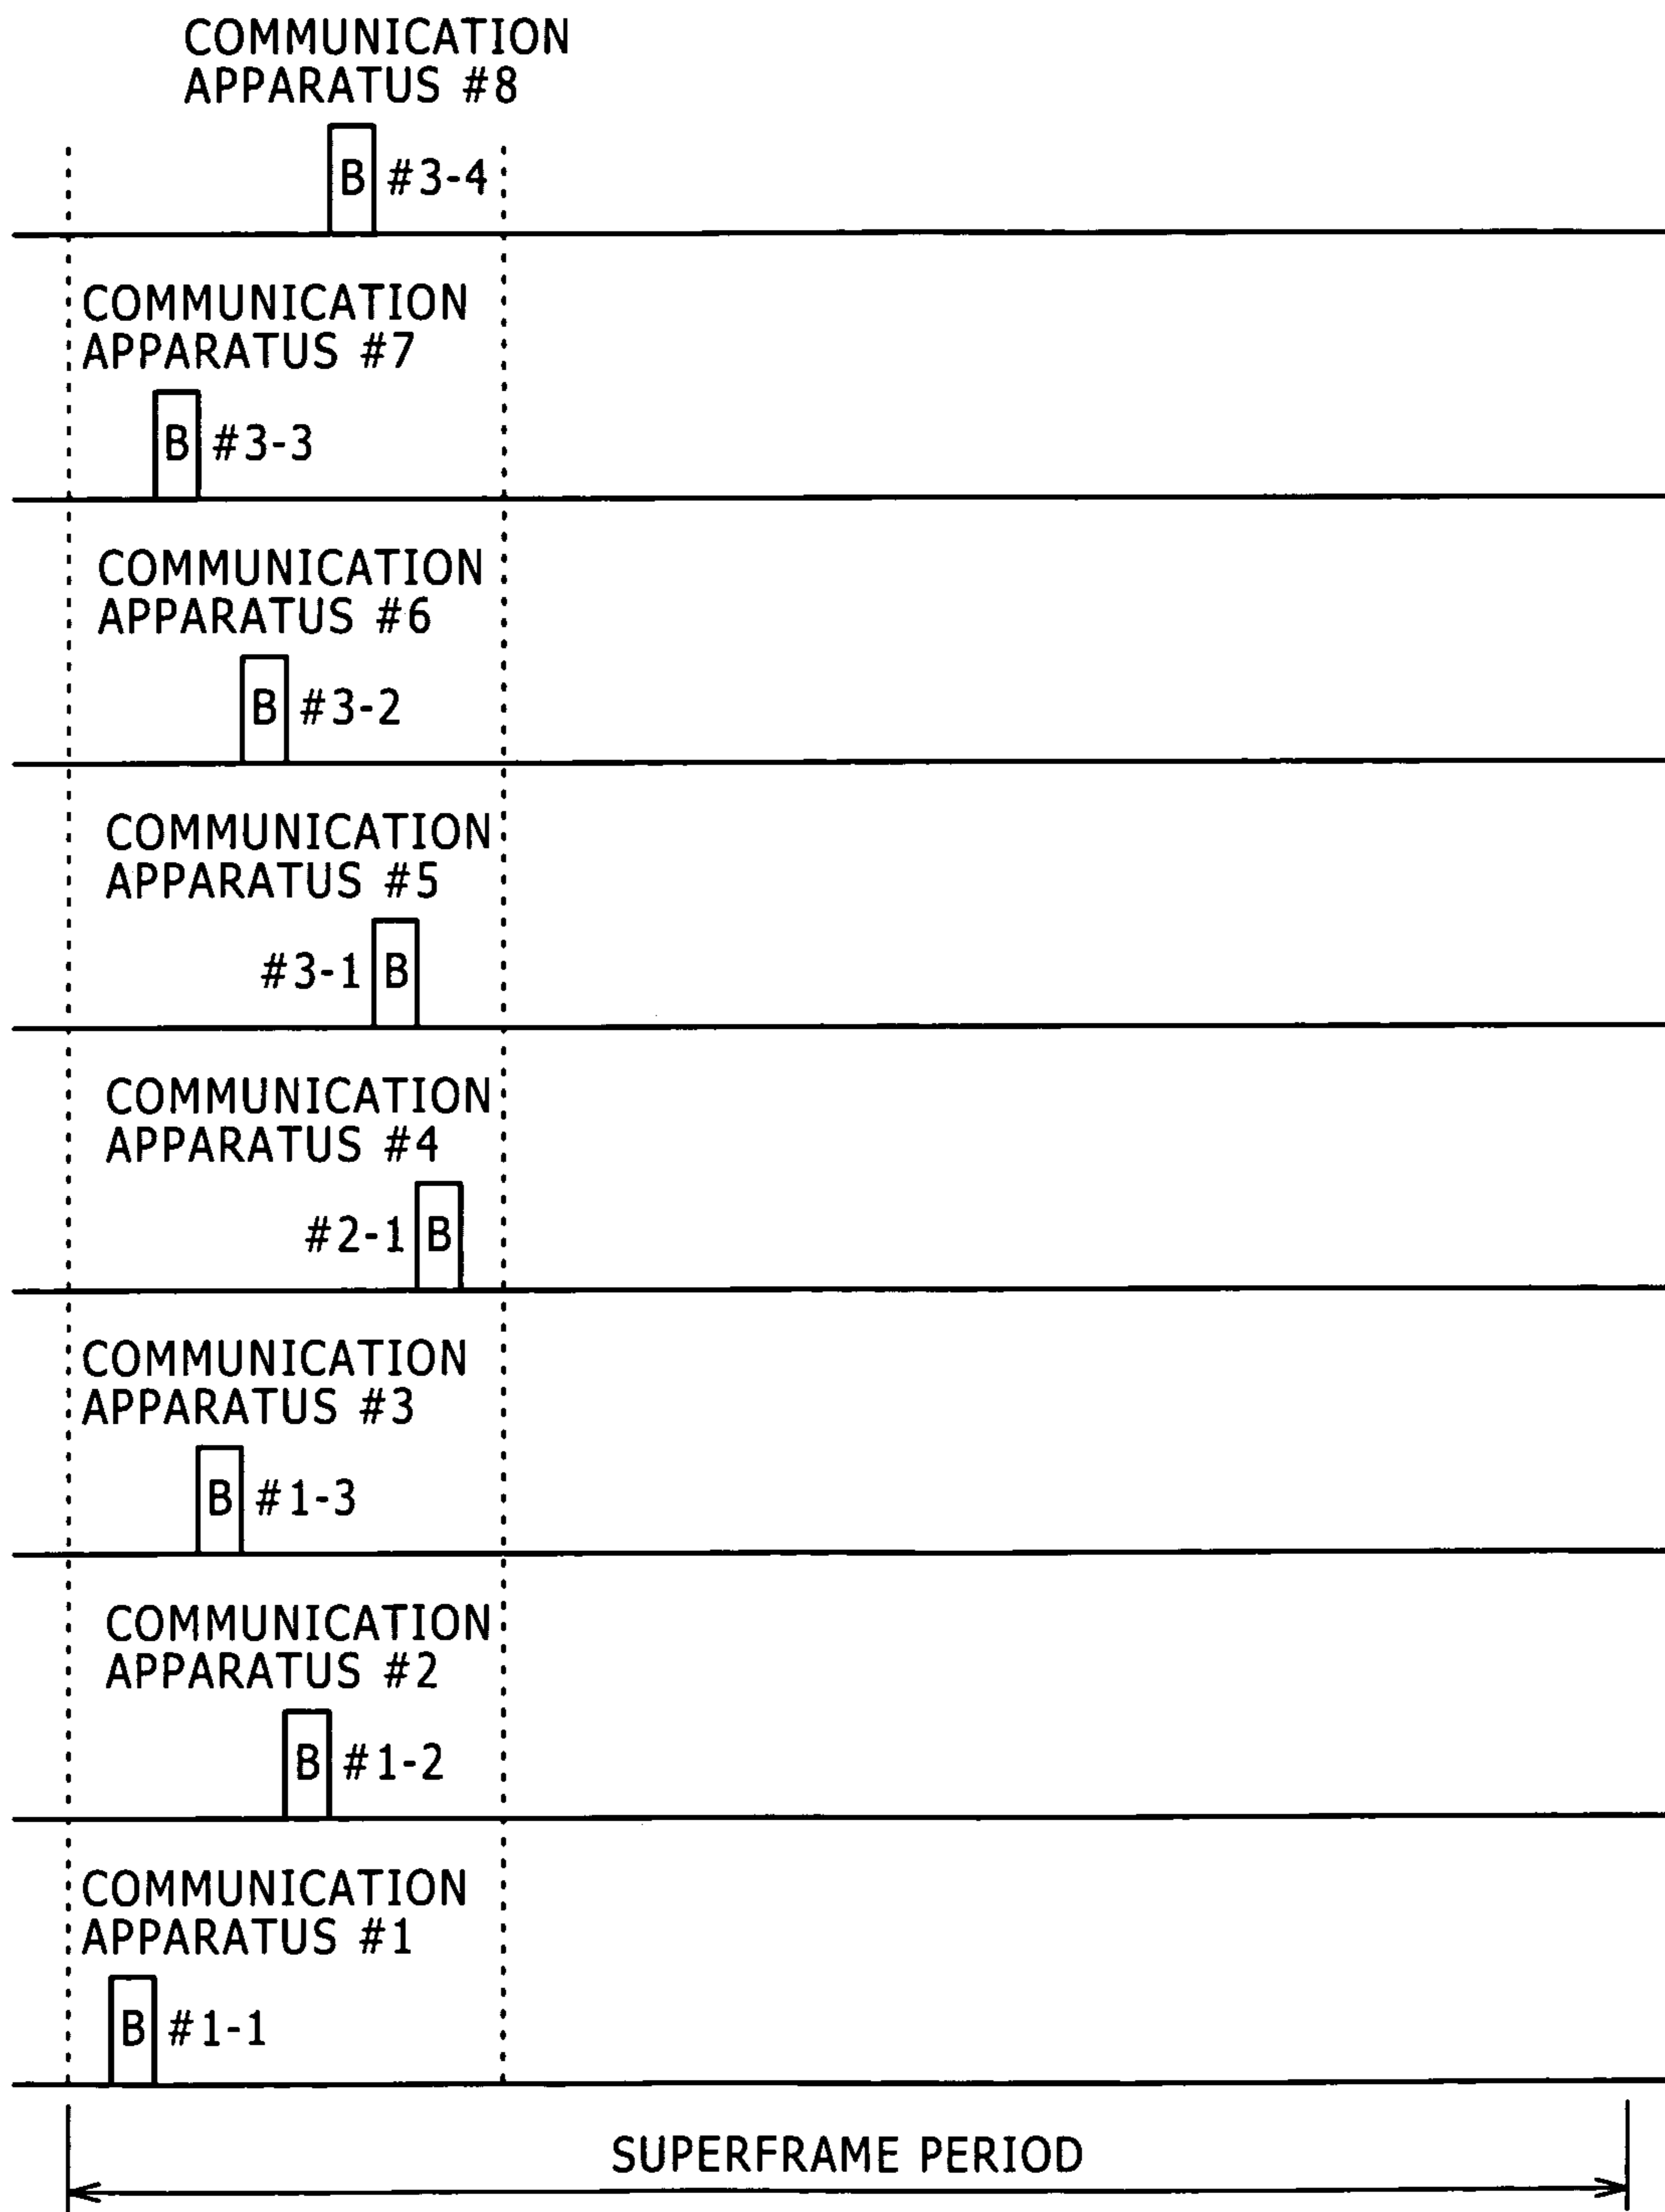 COMMUNICATION
APPARATUS #8
B #3-4
COMMUNICATION
APPARATUS #7
B #3-3
COMMUNICATION
APPARATUS #6
B #3-2
COMMUNICATION
APPARATUS #5
#3-1 B
COMMUNICATION
APPARATUS #4
#2-1 B
COMMUNICATION
APPARATUS #3
B #1-3
COMMUNICATION
APPARATUS #2
B #1-2
COMMUNICATION
APPARATUS #1
B #1-1
SUPERFRAME PERIOD